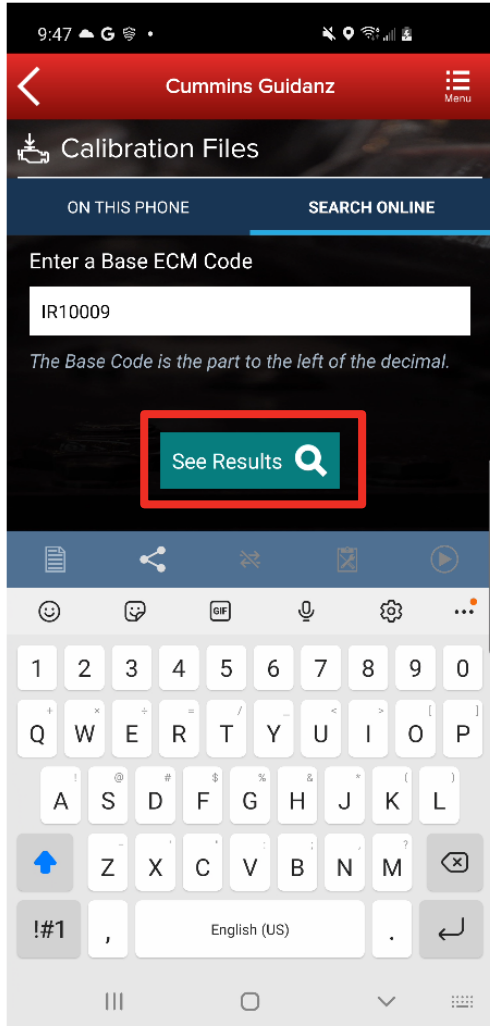 9:47 G
Cummins Guidanz
Menu
Calibration Files
ON THIS PHONE SEARCH ONLINE
Enter a Base ECM Code
IR10009
The Base Code is the part to the left of the decimal.
See Results
GIF
1 2 3 4 5 6 7 8 9 0
+ × ÷ = / _ < > [ ]
Q W E R T Y U I O P
! @ # $ % & * ( )
A S D F G H J K L
- ' " : ; , ?
Z X C V B N M
!#1 , English (US) .